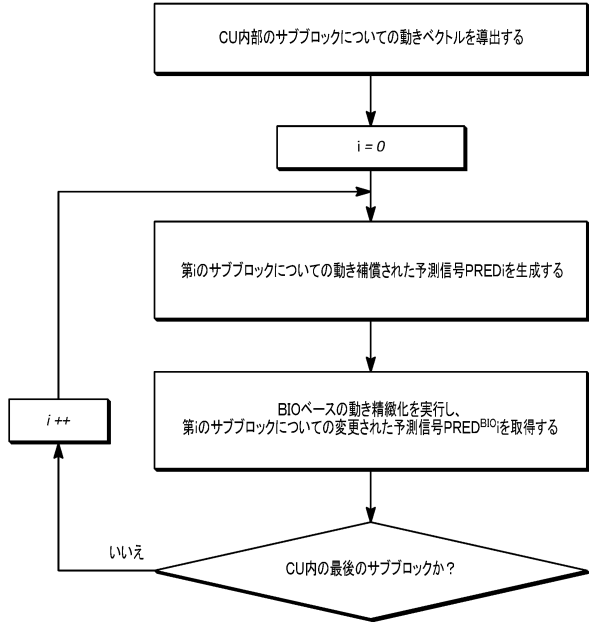 CU内部のサブブロックについての動きベクトルを導出する
i = 0
第iのサブブロックについての動き補償された予測信号PREDiを生成する
BIOベースの動き精緻化を実行し、
第iのサブブロックについての変更された予測信号PREDᴮᴵᴼiを取得する
i ++
いいえ
CU内の最後のサブブロックか？